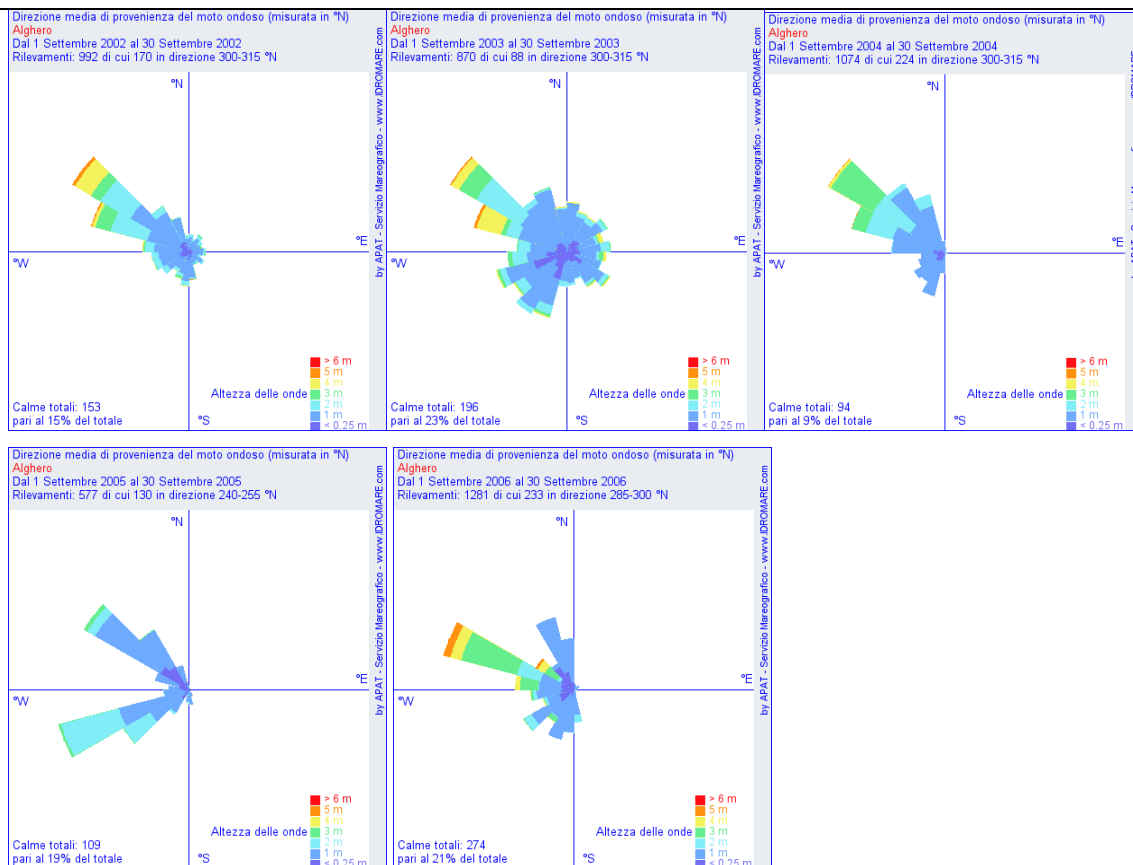 Direzione media di provenienza del moto ondoso (misurata in °N)
Alghero
Dal 1 Settembre 2002 al 30 Settembre 2002
Rilevamenti: 992 di cui 170 in direzione 300-315 °N
°N
°E
°W
°S
by APAT - Servizio Mareografico - www.IDROMARE.com
Altezza delle onde
> 6 m
5 m
4 m
3 m
2 m
1 m
< 0.25 m
Calme totali: 153
pari al 15% del totale
Direzione media di provenienza del moto ondoso (misurata in °N)
Alghero
Dal 1 Settembre 2003 al 30 Settembre 2003
Rilevamenti: 870 di cui 88 in direzione 300-315 °N
°N
°E
°W
°S
by APAT - Servizio Mareografico - www.IDROMARE.com
Altezza delle onde
> 6 m
5 m
4 m
3 m
2 m
1 m
< 0.25 m
Calme totali: 196
pari al 23% del totale
Direzione media di provenienza del moto ondoso (misurata in °N)
Alghero
Dal 1 Settembre 2004 al 30 Settembre 2004
Rilevamenti: 1074 di cui 224 in direzione 300-315 °N
°N
°W
°S
Altezza delle onde
> 6 m
5 m
4 m
3 m
2 m
1 m
< 0.25 m
Calme totali: 94
pari al 9% del totale
Direzione media di provenienza del moto ondoso (misurata in °N)
Alghero
Dal 1 Settembre 2005 al 30 Settembre 2005
Rilevamenti: 577 di cui 130 in direzione 240-255 °N
°N
°E
°W
°S
by APAT - Servizio Mareografico - www.IDROMARE.com
Altezza delle onde
> 6 m
5 m
4 m
3 m
2 m
1 m
< 0.25 m
Calme totali: 109
pari al 19% del totale
Direzione media di provenienza del moto ondoso (misurata in °N)
Alghero
Dal 1 Settembre 2006 al 30 Settembre 2006
Rilevamenti: 1281 di cui 233 in direzione 285-300 °N
°N
°E
°W
°S
by APAT - Servizio Mareografico - www.IDROMARE.com
Altezza delle onde
> 6 m
5 m
4 m
3 m
2 m
1 m
< 0.25 m
Calme totali: 274
pari al 21% del totale